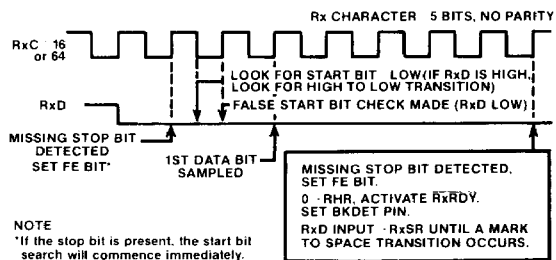 Rx CHARACTER 5 BITS, NO PARITY
RxC 16
or 64
LOOK FOR START BIT LOW (IF RxD IS HIGH,
LOOK FOR HIGH TO LOW TRANSITION)
RxD
FALSE START BIT CHECK MADE (RxD LOW)
MISSING STOP BIT
DETECTED
SET FE BIT*
1ST DATA BIT
SAMPLED
MISSING STOP BIT DETECTED,
SET FE BIT.
0 -RHR, ACTIVATE RxRDY.
SET BKDET PIN.
RxD INPUT -RxSR UNTIL A MARK
TO SPACE TRANSITION OCCURS.
NOTE
*If the stop bit is present, the start bit
search will commence immediately.